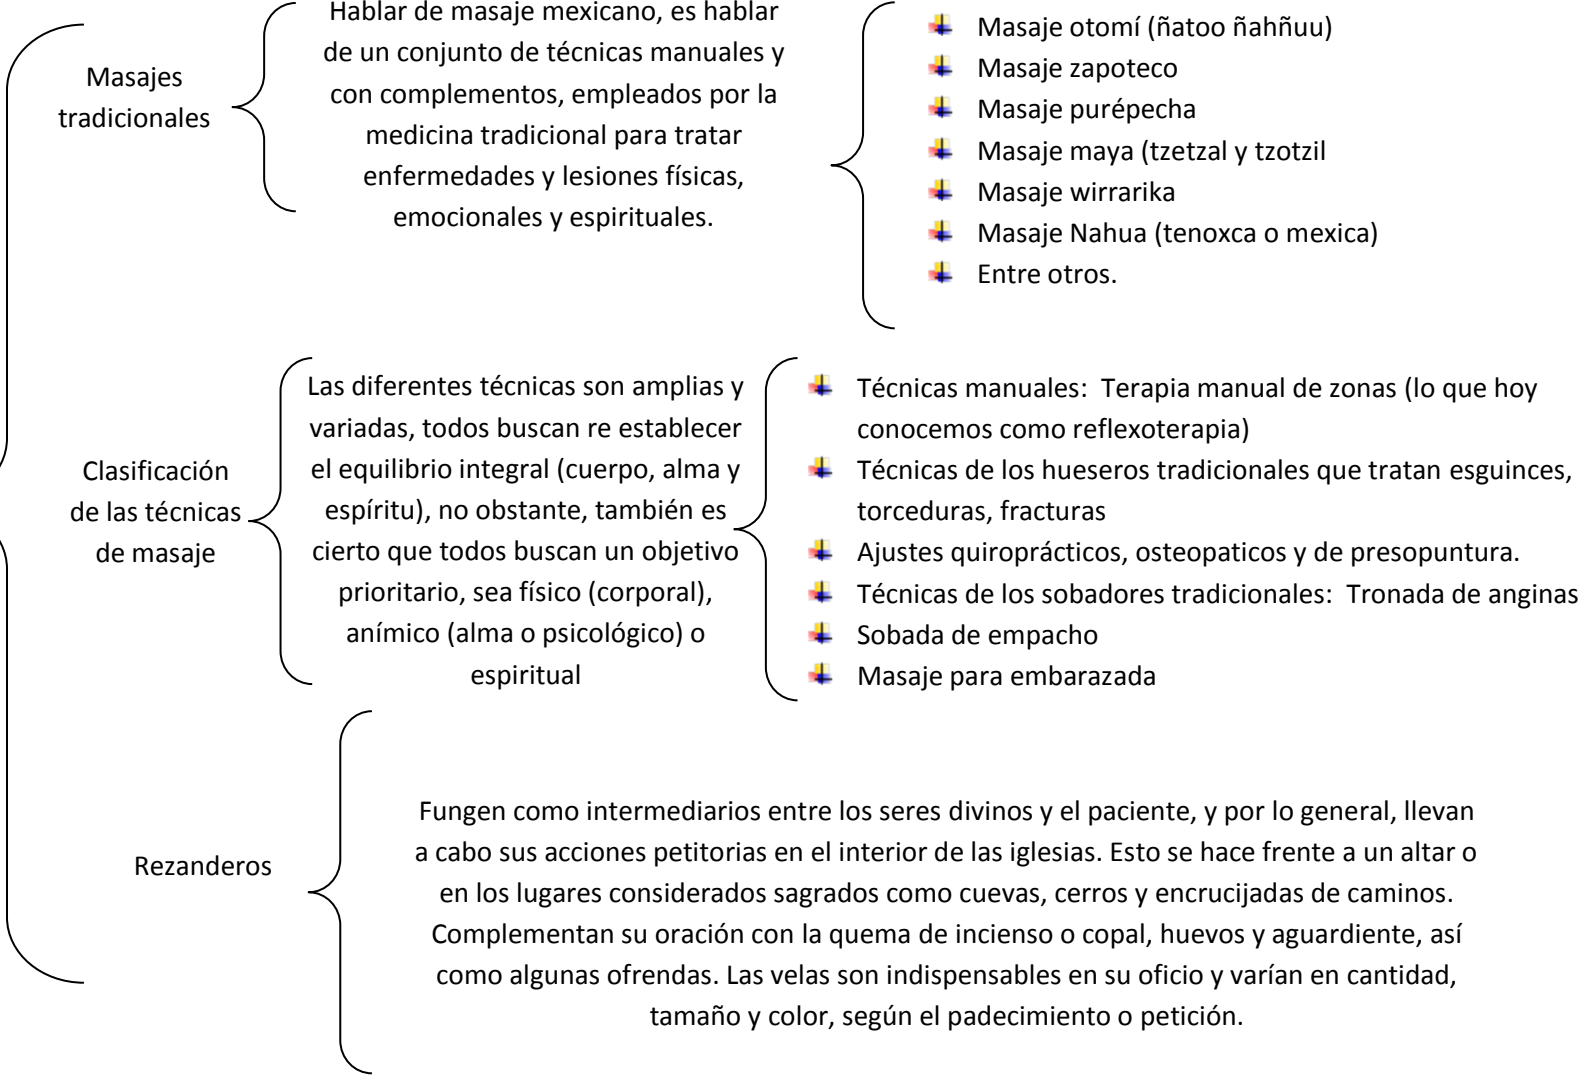 Masajes
tradicionales
Hablar de masaje mexicano, es hablar
de un conjunto de técnicas manuales y
con complementos, empleados por la
medicina tradicional para tratar
enfermedades y lesiones físicas,
emocionales y espirituales.
Masaje otomí (ñatoo ñahñuu)
Masaje zapoteco
Masaje purépecha
Masaje maya (tzetzal y tzotzil
Masaje wirrarika
Masaje Nahua (tenoxca o mexica)
Entre otros.
Clasificación
de las técnicas
de masaje
Las diferentes técnicas son amplias y
variadas, todos buscan re establecer
el equilibrio integral (cuerpo, alma y
espíritu), no obstante, también es
cierto que todos buscan un objetivo
prioritario, sea físico (corporal),
anímico (alma o psicológico) o
espiritual
Técnicas manuales: Terapia manual de zonas (lo que hoy
conocemos como reflexoterapia)
Técnicas de los hueseros tradicionales que tratan esguinces,
torceduras, fracturas
Ajustes quiroprácticos, osteopaticos y de presopuntura.
Técnicas de los sobadores tradicionales: Tronada de anginas
Sobada de empacho
Masaje para embarazada
Rezanderos
Fungen como intermediarios entre los seres divinos y el paciente, y por lo general, llevan
a cabo sus acciones petitorias en el interior de las iglesias. Esto se hace frente a un altar o
en los lugares considerados sagrados como cuevas, cerros y encrucijadas de caminos.
Complementan su oración con la quema de incienso o copal, huevos y aguardiente, así
como algunas ofrendas. Las velas son indispensables en su oficio y varían en cantidad,
tamaño y color, según el padecimiento o petición.